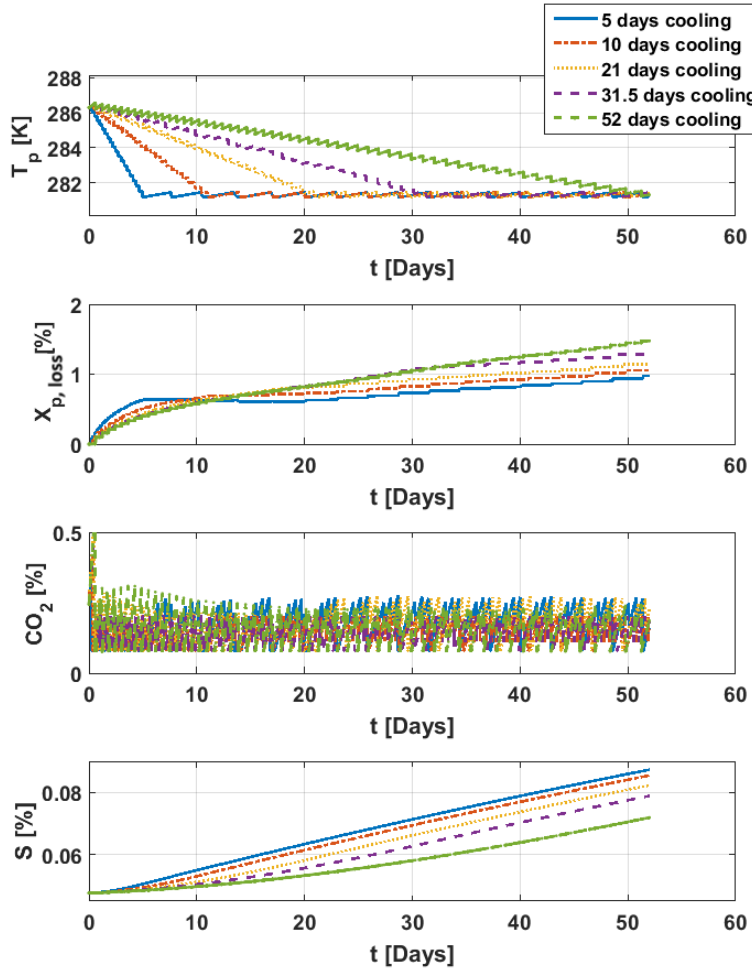 5 days cooling
10 days cooling
21 days cooling
31.5 days cooling
52 days cooling
288
286
284
282
T_p [K]
0 10 20 30 40 50 60
t [Days]
2
1
0
X_p, loss[%]
0 10 20 30 40 50 60
t [Days]
0.5
0
CO_2 [%]
0 10 20 30 40 50 60
t [Days]
0.08
0.06
S [%]
0 10 20 30 40 50 60
t [Days]